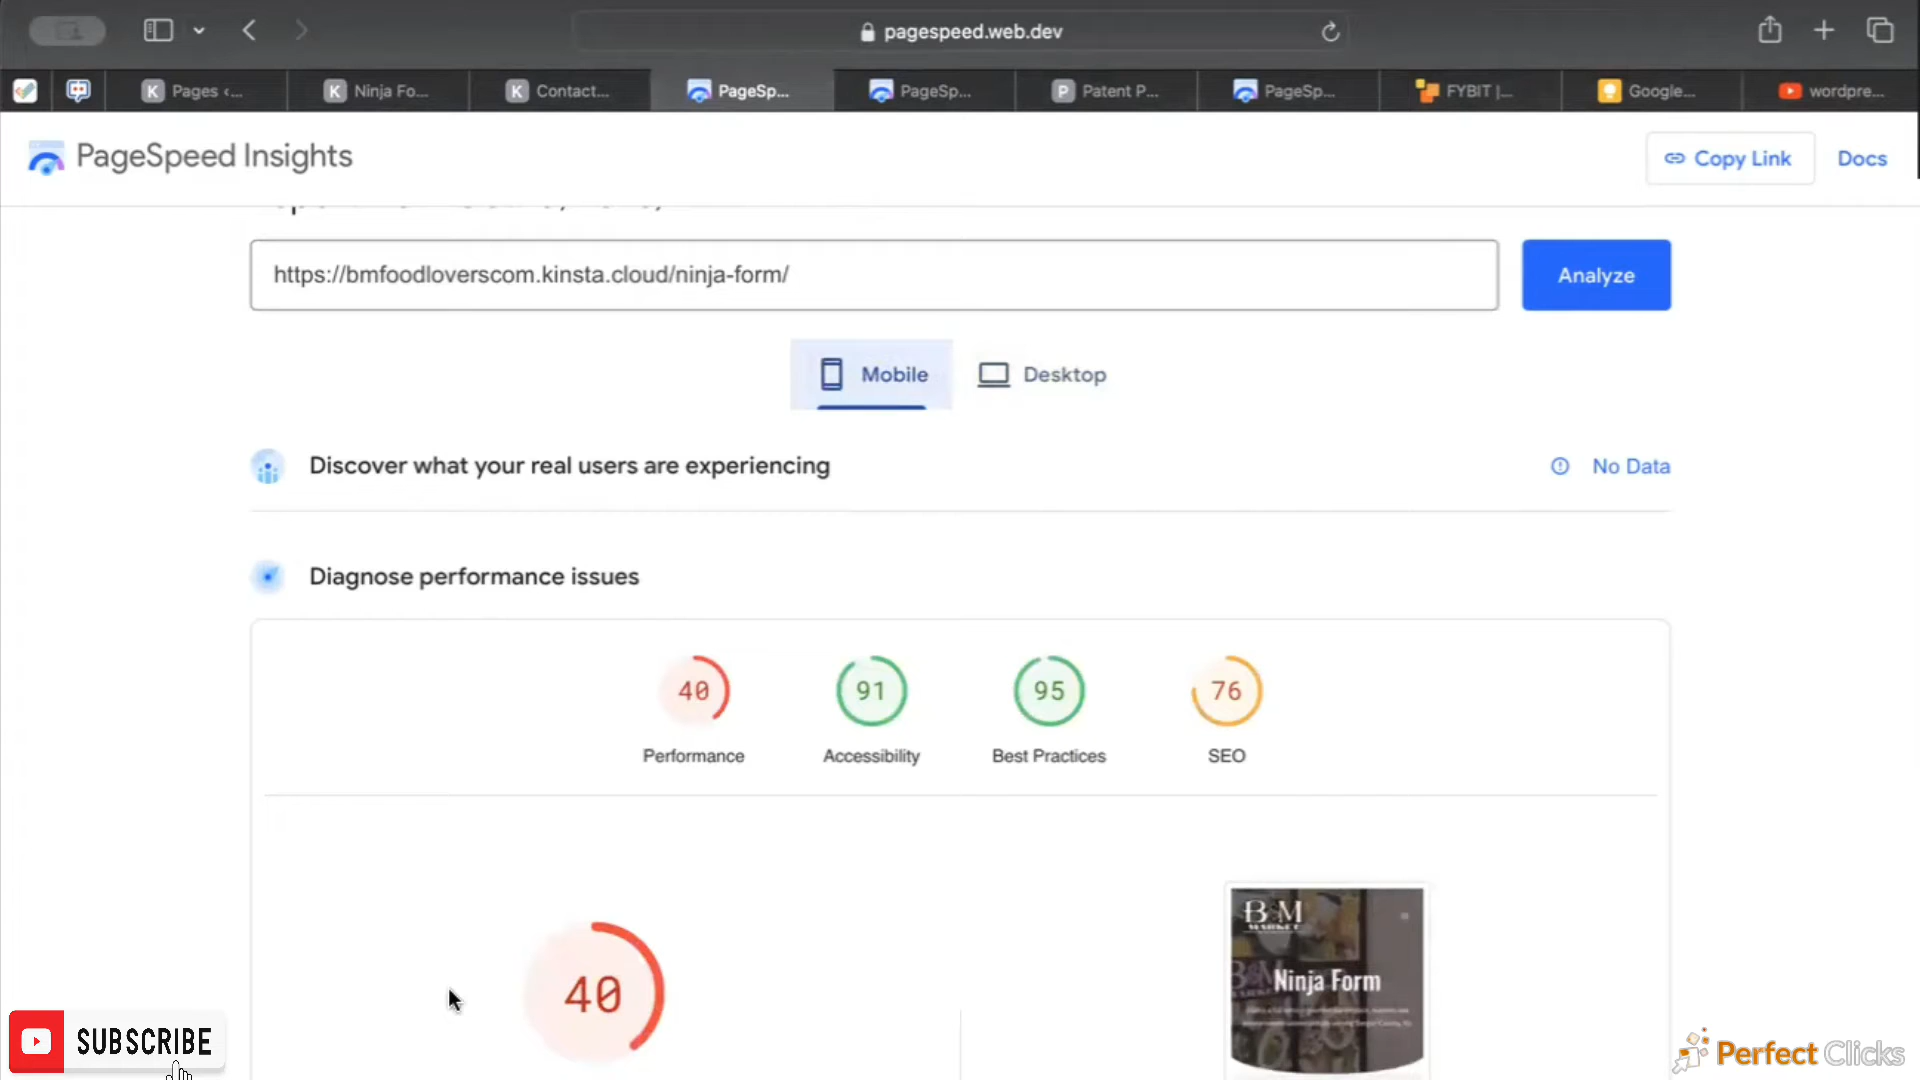 pagespeed.web.dev
K Pages ‹...
K Ninja Fo...
K Contact...
PageSp...
PageSp...
P Patent P...
PageSp...
FYBIT |...
Google...
wordpre...
PageSpeed Insights
Copy Link
Docs
https://bmfoodloverscom.kinsta.cloud/ninja-form/
Analyze
Mobile
Desktop
Discover what your real users are experiencing
No Data
Diagnose performance issues
40
91
95
76
Performance
Accessibility
Best Practices
SEO
40
B&M
MARKET
Ninja Form
SUBSCRIBE
Perfect Clicks